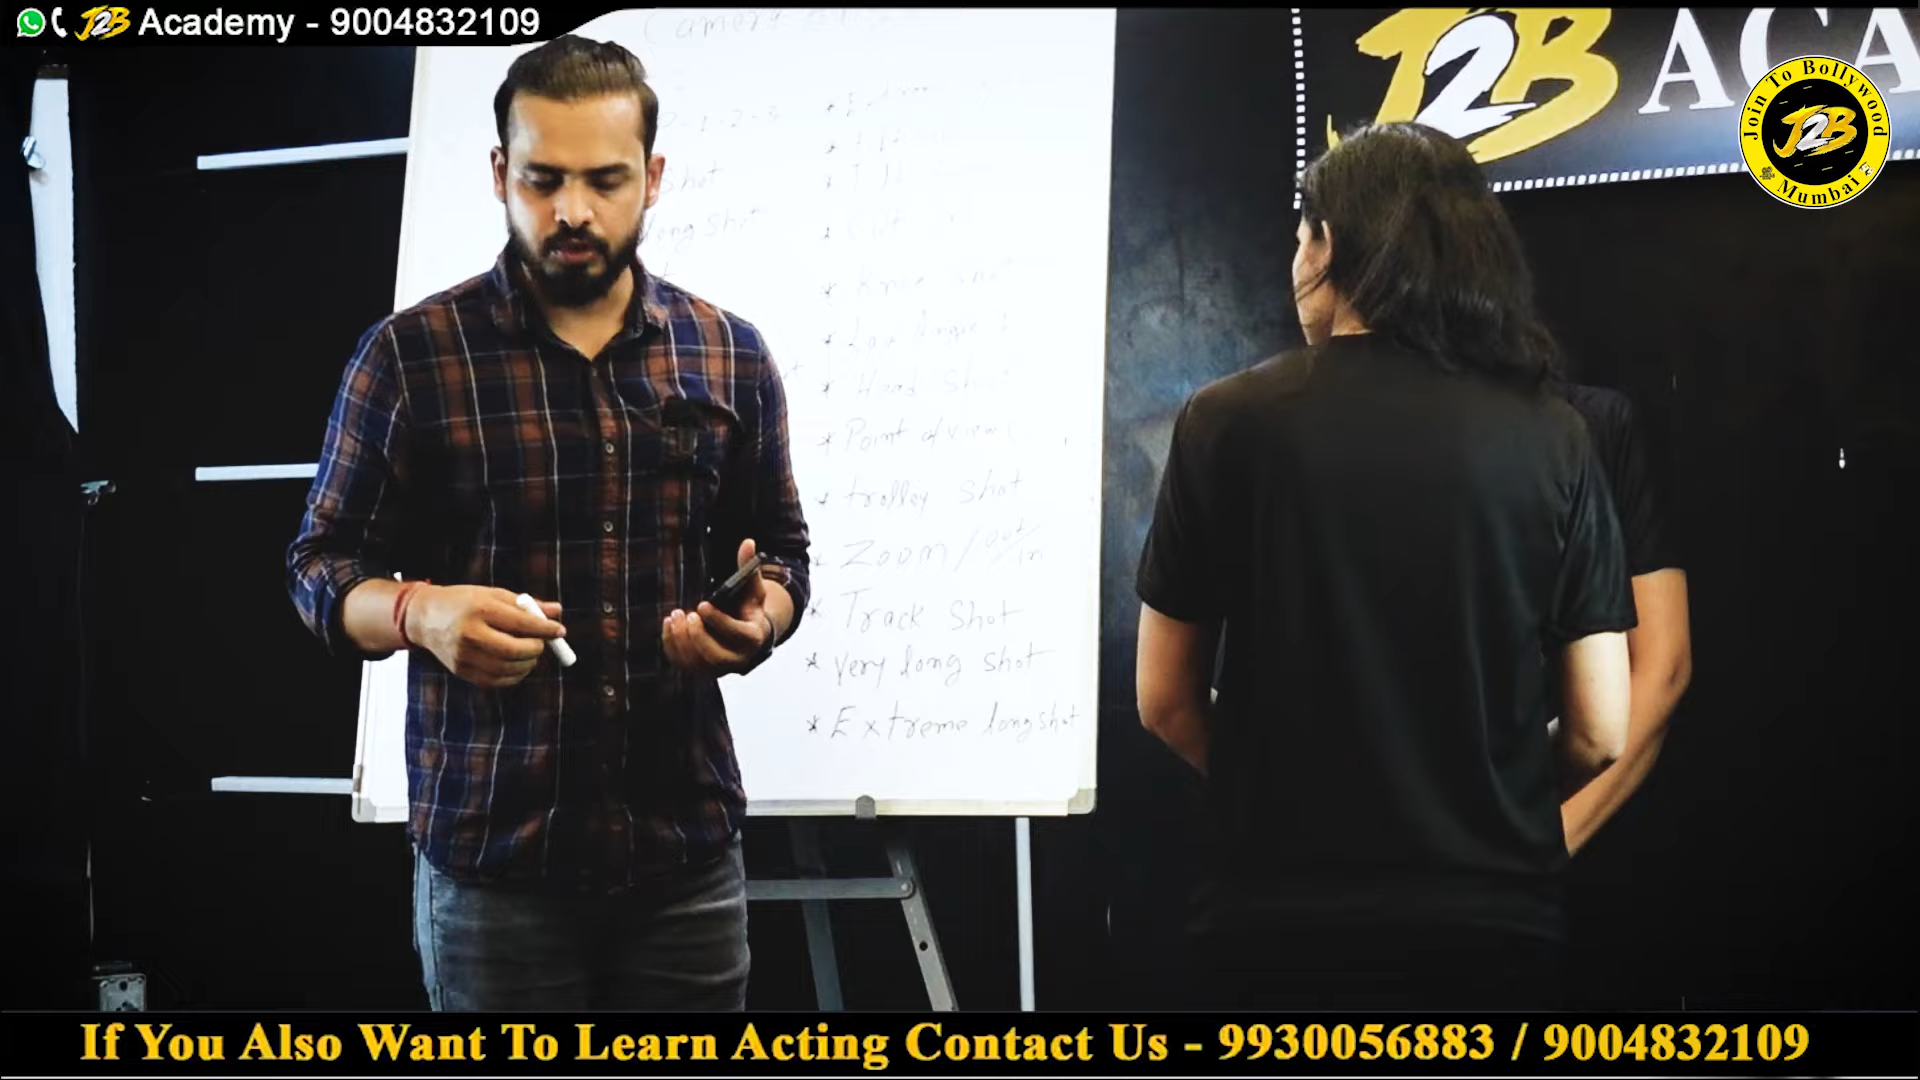 J2B Academy - 9004832109
J2B ACA
Join To Bollywood
J2B
Mumbai
Shot
long shot
* Knee shot
* Low Angle
* Head Shot
* Point of view
* trolley shot
* Zoom / out/in
* Track Shot
* Very long shot
* Extreme long shot
If You Also Want To Learn Acting Contact Us - 9930056883 / 9004832109